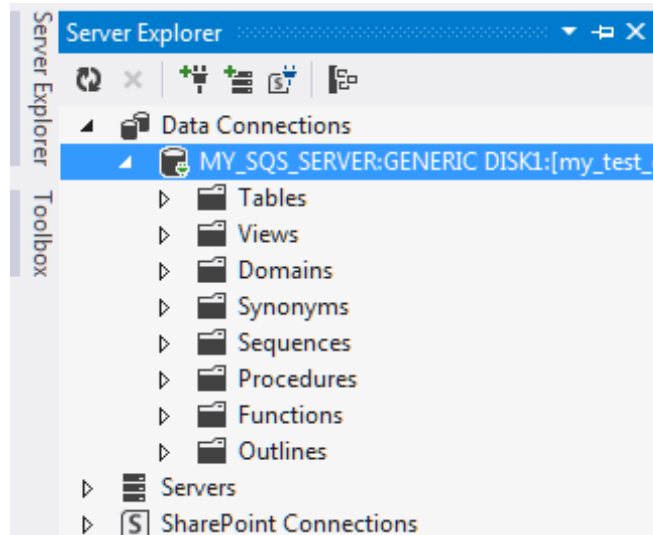 Server Explorer
Toolbox
Server Explorer
Data Connections
MY_SQS_SERVER:GENERIC DISK1:[my_test_
Tables
Views
Domains
Synonyms
Sequences
Procedures
Functions
Outlines
Servers
SharePoint Connections